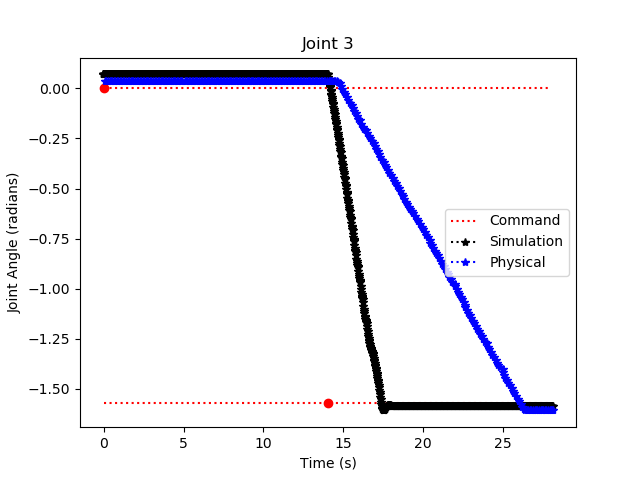 Joint 3
Joint Angle (radians)
0.00
−0.25
−0.50
−0.75
−1.00
−1.25
−1.50
Command
Simulation
Physical
0 5 10 15 20 25
Time (s)